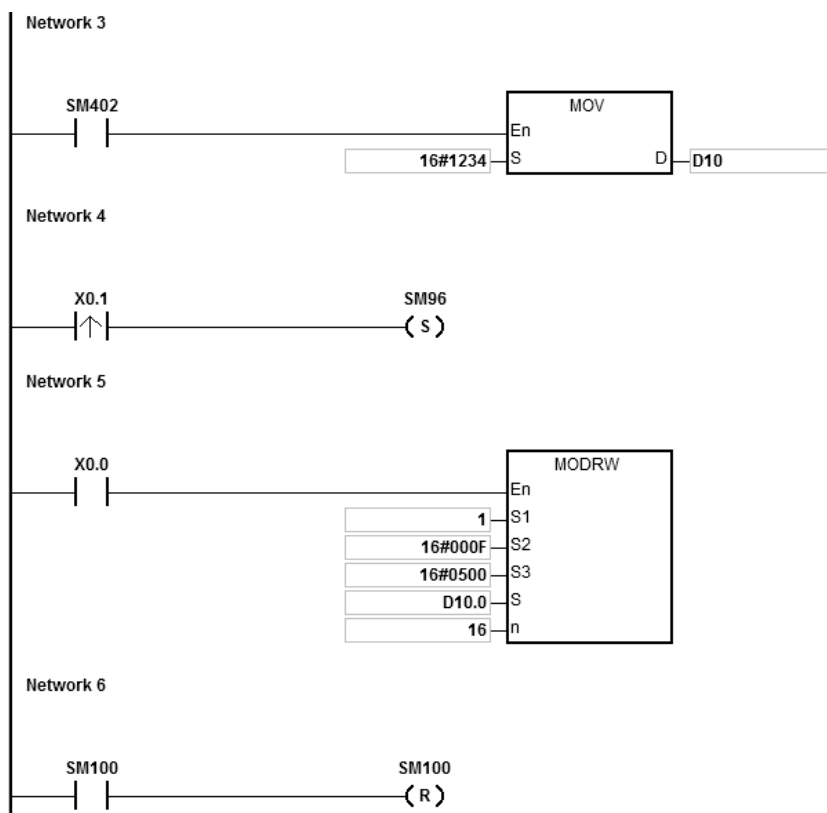 Network 3
SM402
MOV
En
16#1234 S D D10
Network 4
X0.1 SM96
S
Network 5
X0.0
MODRW
En
1 S1
16#000F S2
16#0500 S3
D10.0 S
16 n
Network 6
SM100 SM100
R